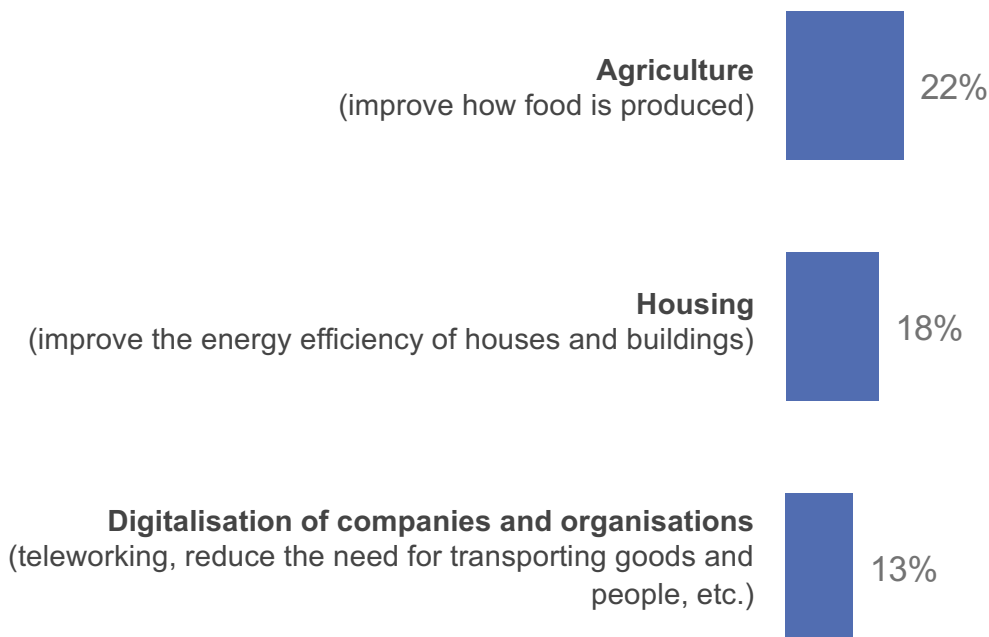 Agriculture
(improve how food is produced)
22%
Housing
(improve the energy efficiency of houses and buildings)
18%
Digitalisation of companies and organisations
(teleworking, reduce the need for transporting goods and
people, etc.)
13%